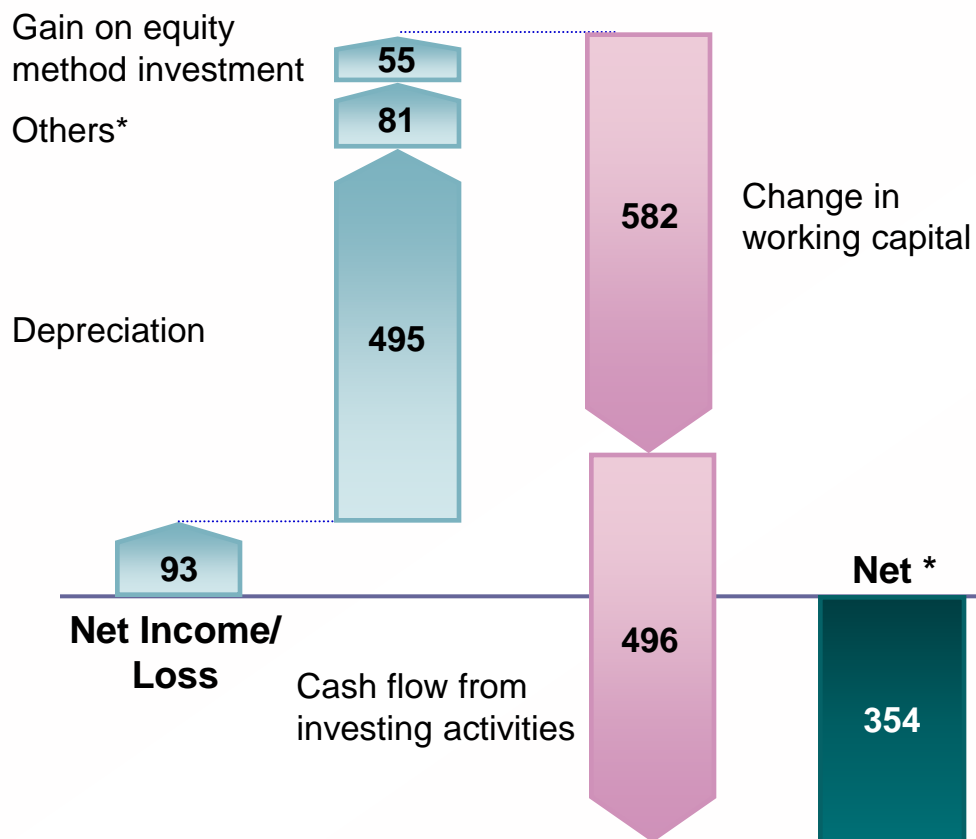 Gain on equity
method investment
55
Others*
81
582
Change in
working capital
Depreciation
495
93
Net *
Net Income/
Loss
496
Cash flow from
investing activities
354